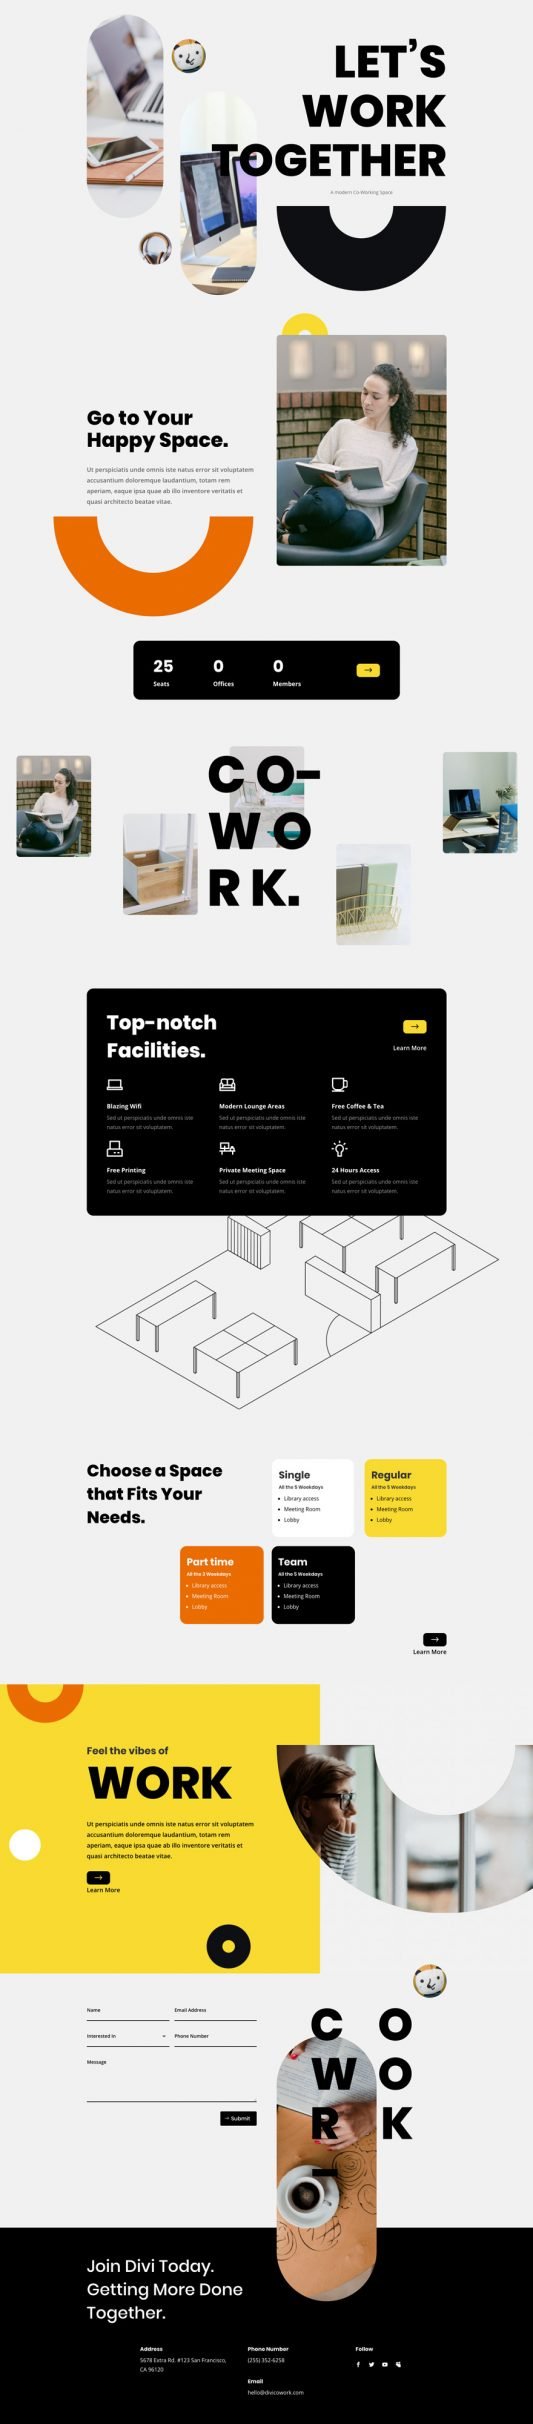 LET'S
WORK
TOGETHER
A modern Co-Working Space
Go to Your
Happy Space.
Ut perspiciatis unde omnis iste natus error sit voluptatem
accusantium doloremque laudantium, totam rem
aperiam, eaque ipsa quae ab illo inventore veritatis et
quasi architecto beatae vitae.
25 0 0
Seats Offices Members
CO-
WO
RK.
Top-notch
Facilities.
Learn More
Blazing Wifi
Sed ut perspiciatis unde omnis iste
natus error sit voluptatem.
Modern Lounge Areas
Sed ut perspiciatis unde omnis iste
natus error sit voluptatem.
Free Coffee & Tea
Sed ut perspiciatis unde omnis iste
natus error sit voluptatem.
Free Printing
Sed ut perspiciatis unde omnis iste
natus error sit voluptatem.
Private Meeting Space
Sed ut perspiciatis unde omnis iste
natus error sit voluptatem.
24 Hours Access
Sed ut perspiciatis unde omnis iste
natus error sit voluptatem.
Choose a Space
that Fits Your
Needs.
Single
All the 5 Weekdays
Library access
Meeting Room
Lobby
Regular
All the 5 Weekdays
Library access
Meeting Room
Lobby
Part time
All the 3 Weekdays
Library access
Meeting Room
Lobby
Team
All the 5 Weekdays
Library access
Meeting Room
Lobby
Learn More
Feel the vibes of
WORK
Ut perspiciatis unde omnis iste natus error sit voluptatem
accusantium doloremque laudantium, totam rem
aperiam, eaque ipsa quae ab illo inventore veritatis et
quasi architecto beatae vitae.
Learn More
Name Email Address
Interested In Phone Number
Message
Submit
C O
W O
R K
–
Join Divi Today.
Getting More Done
Together.
Address
5678 Extra Rd. #123 San Francisco,
CA 96120
Phone Number
(255) 352-6258
Email
hello@divicowork.com
Follow